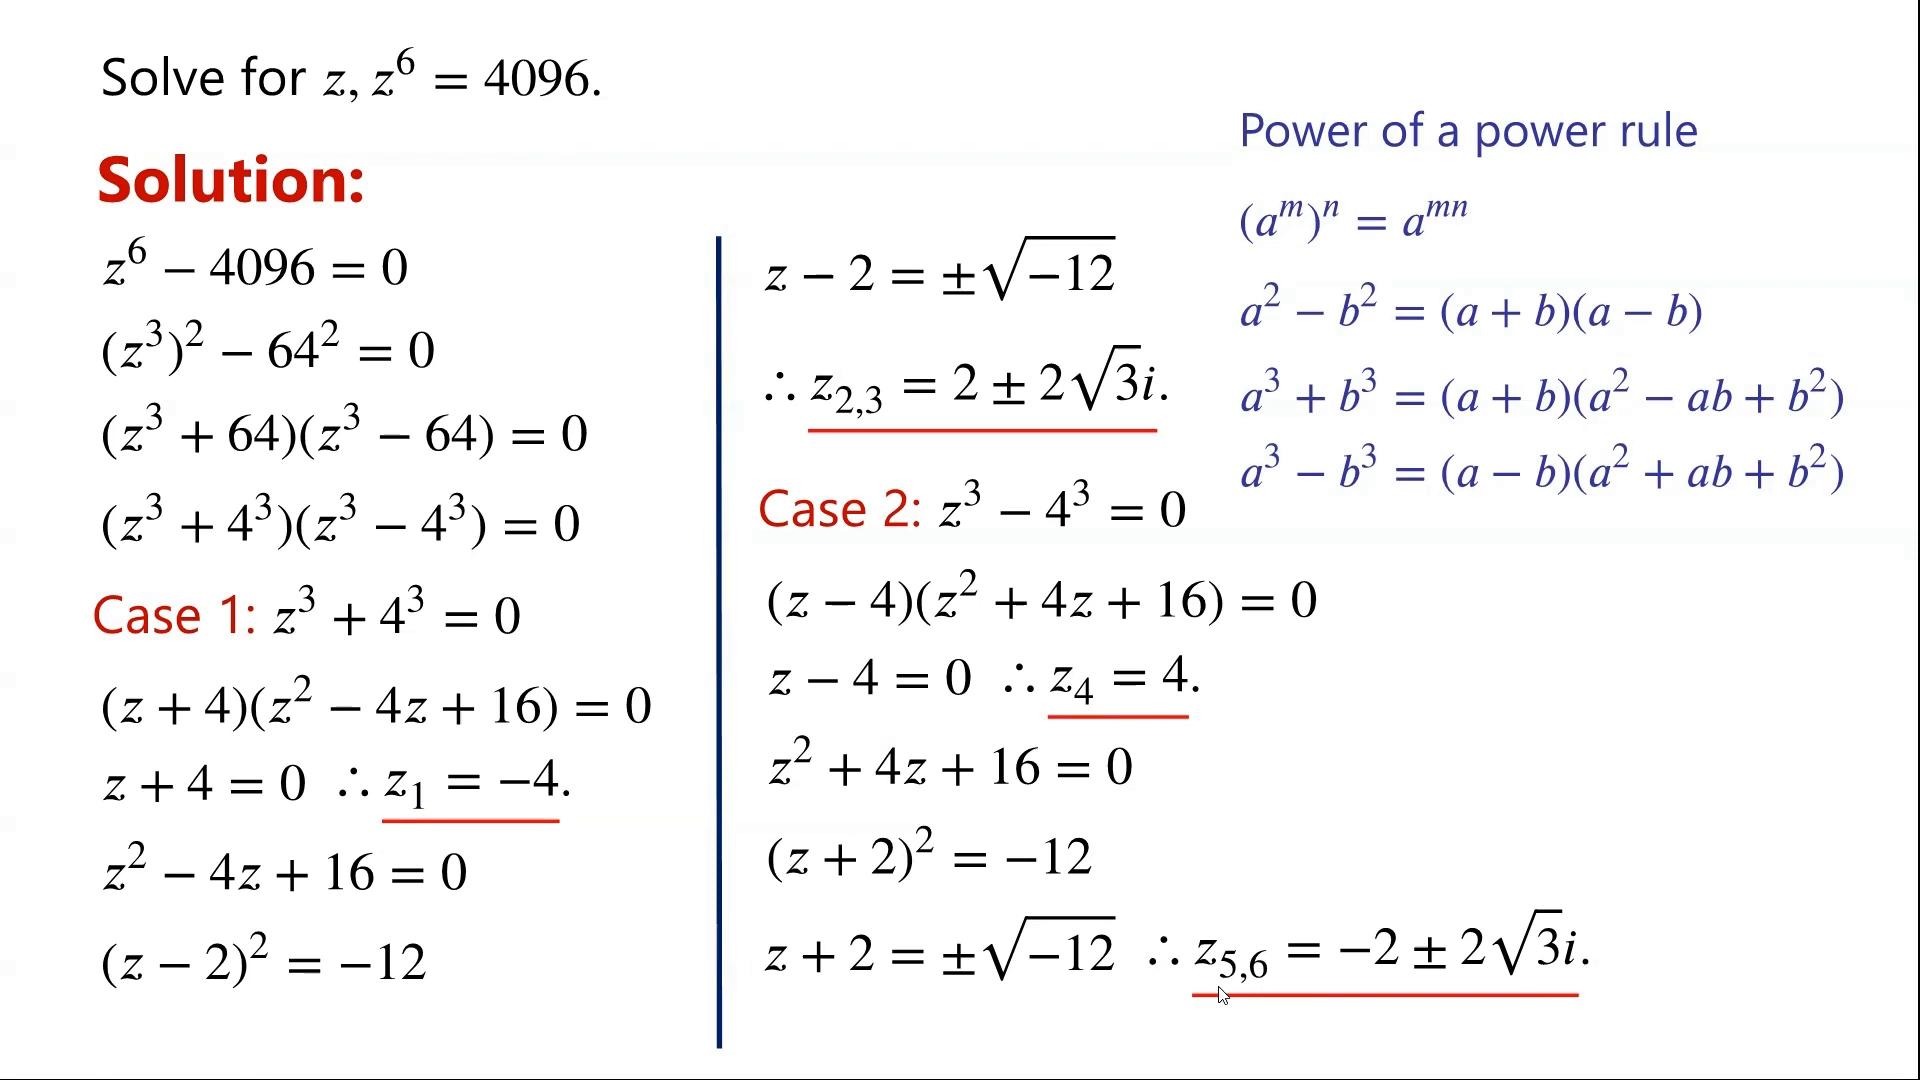 Solve for z, z⁶ = 4096.
Solution:
z⁶ − 4096 = 0
(z³)² − 64² = 0
(z³ + 64)(z³ − 64) = 0
(z³ + 4³)(z³ − 4³) = 0
Case 1: z³ + 4³ = 0
(z + 4)(z² − 4z + 16) = 0
z + 4 = 0 ∴ z₁ = −4.
z² − 4z + 16 = 0
(z − 2)² = −12
z − 2 = ±√−12
∴ z₂,₃ = 2 ± 2√3i.
Case 2: z³ − 4³ = 0
(z − 4)(z² + 4z + 16) = 0
z − 4 = 0 ∴ z₄ = 4.
z² + 4z + 16 = 0
(z + 2)² = −12
z + 2 = ±√−12 ∴ z₅,₆ = −2 ± 2√3i.
Power of a power rule
(aᵐ)ⁿ = aᵐⁿ
a² − b² = (a + b)(a − b)
a³ + b³ = (a + b)(a² − ab + b²)
a³ − b³ = (a − b)(a² + ab + b²)